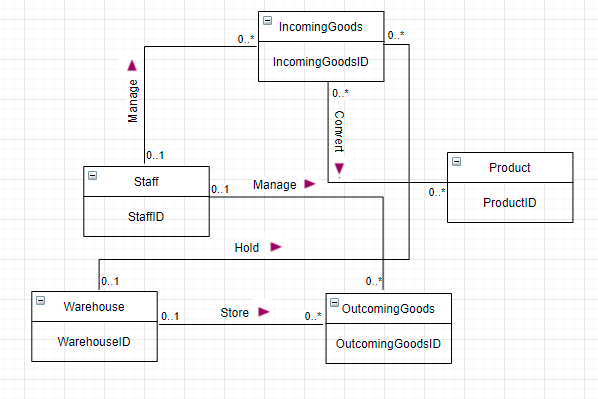 IncomingGoods
0..*
0..*
IncomingGoodsID
Manage
0..*
Convert
0..1
Staff
Product
0..1
Manage
0..*
StaffID
ProductID
Hold
0..1
0..*
Warehouse
OutcomingGoods
0..1
Store
0..*
WarehouseID
OutcomingGoodsID